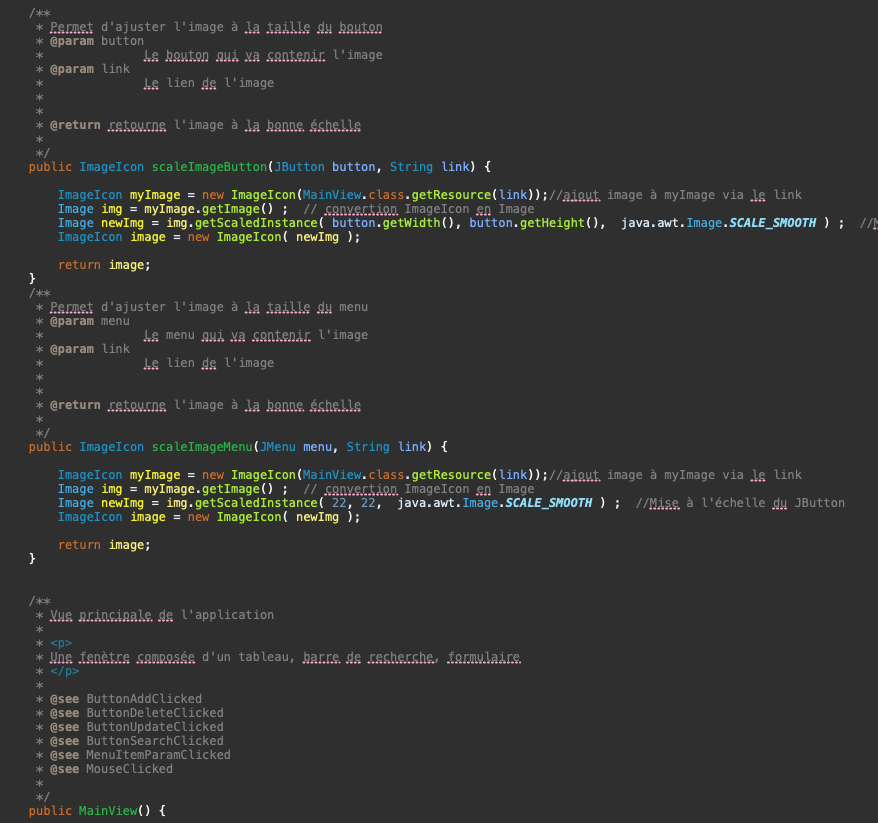 /**
 * Permet d'ajuster l'image à la taille du bouton
 * @param button
 *              Le bouton qui va contenir l'image
 * @param link
 *              Le lien de l'image
 *
 *
 * @return retourne l'image à la bonne échelle
 *
 */
public ImageIcon scaleImageButton(JButton button, String link) {
    ImageIcon myImage = new ImageIcon(MainView.class.getResource(link));//ajout image à myImage via le link
    Image img = myImage.getImage() ;  // convertion ImageIcon en Image
    Image newImg = img.getScaledInstance( button.getWidth(), button.getHeight(),  java.awt.Image.SCALE_SMOOTH ) ;  //
    ImageIcon image = new ImageIcon( newImg );
    return image;
}
/**
 * Permet d'ajuster l'image à la taille du menu
 * @param menu
 *              Le menu qui va contenir l'image
 * @param link
 *              Le lien de l'image
 *
 *
 * @return retourne l'image à la bonne échelle
 *
 */
public ImageIcon scaleImageMenu(JMenu menu, String link) {
    ImageIcon myImage = new ImageIcon(MainView.class.getResource(link));//ajout image à myImage via le link
    Image img = myImage.getImage() ;  // convertion ImageIcon en Image
    Image newImg = img.getScaledInstance( 22, 22,  java.awt.Image.SCALE_SMOOTH ) ;  //Mise à l'échelle du JButton
    ImageIcon image = new ImageIcon( newImg );
    return image;
}
/**
 * Vue principale de l'application
 *
 * <p>
 * Une fenètre composée d'un tableau, barre de recherche, formulaire
 * </p>
 *
 * @see ButtonAddClicked
 * @see ButtonDeleteClicked
 * @see ButtonUpdateClicked
 * @see ButtonSearchClicked
 * @see MenuItemParamClicked
 * @see MouseClicked
 *
 */
public MainView() {